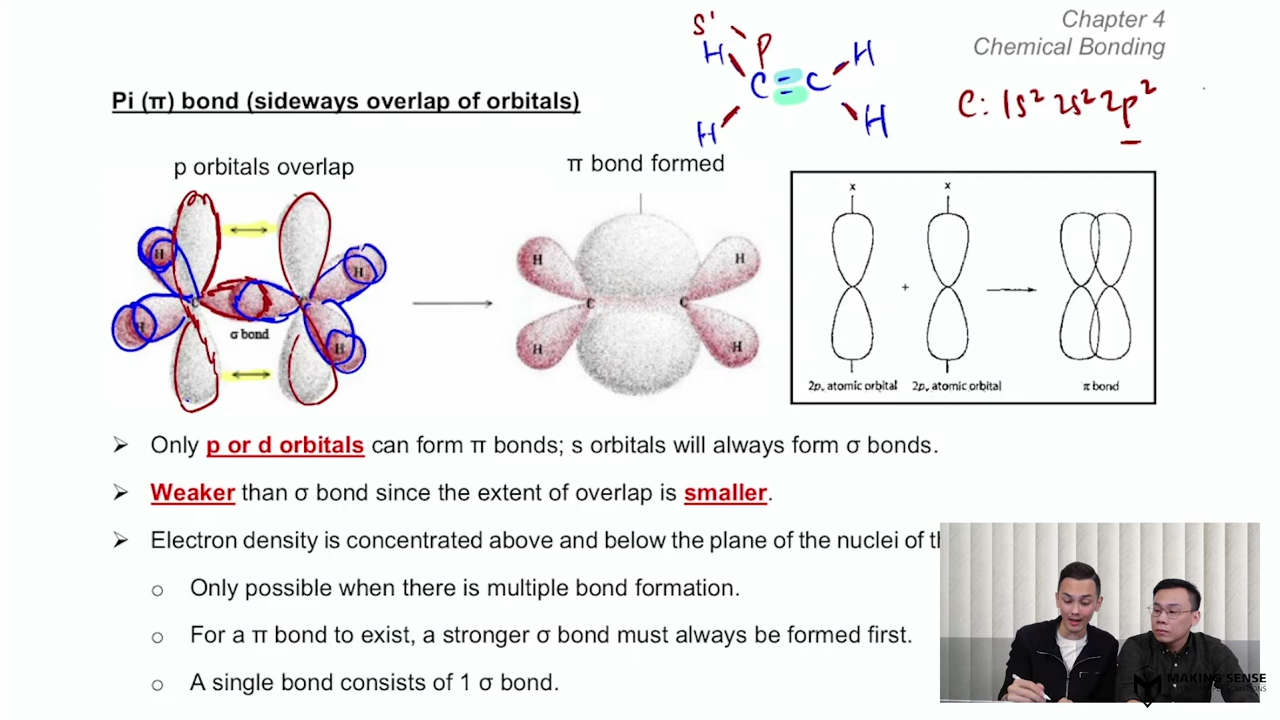 Chapter 4
Chemical Bonding
S' P
H H
C = C
H H
C: 1s² 2s² 2p²
Pi (π) bond (sideways overlap of orbitals)
p orbitals overlap
π bond formed
H H H H
C C
σ bond
H H H H
C C
x x
+
2pₓ atomic orbital 2pₓ atomic orbital π bond
➢ Only p or d orbitals can form π bonds; s orbitals will always form σ bonds.
➢ Weaker than σ bond since the extent of overlap is smaller.
➢ Electron density is concentrated above and below the plane of the nuclei of
o Only possible when there is multiple bond formation.
o For a π bond to exist, a stronger σ bond must always be formed first.
o A single bond consists of 1 σ bond.
MAKING SENSE